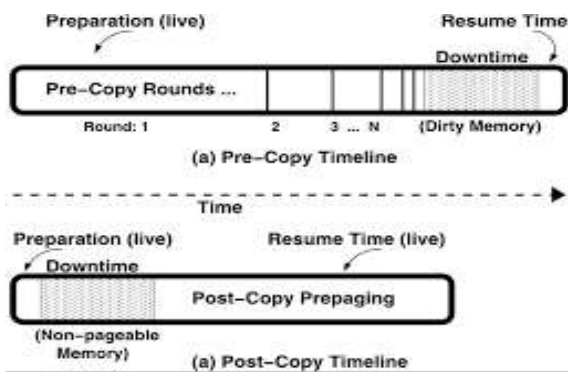 Preparation (live) Resume Time
Downtime
Pre-Copy Rounds ...
Round: 1 2 3 ... N (Dirty Memory)
(a) Pre-Copy Timeline
Time
Preparation (live) Resume Time (live)
Downtime
Post-Copy Prepaging
(Non-pageable
Memory)
(a) Post-Copy Timeline